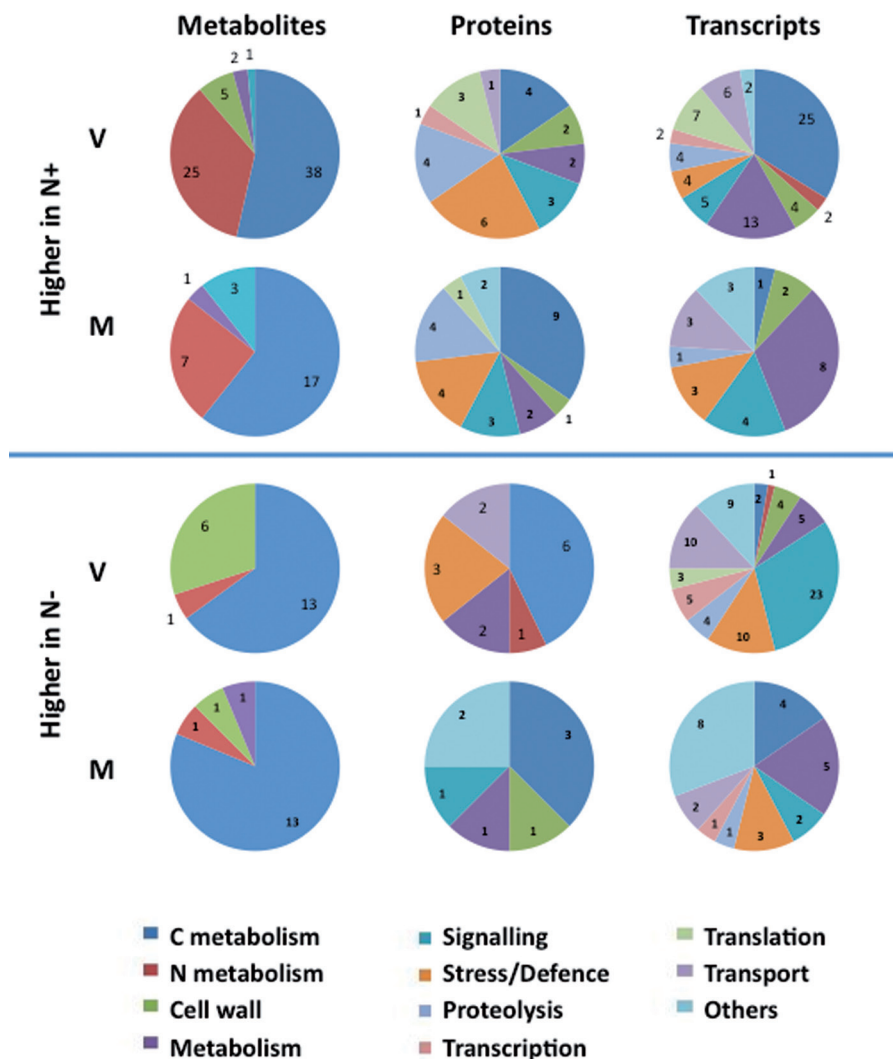 Metabolites Proteins Transcripts
Higher in N+
V
38 25 5 2 1
4 2 2 3 6 4 1 3 1
25 2 4 13 5 4 4 2 7 6 2
M
17 7 1 3
9 1 2 3 4 4 1 2
1 2 8 4 3 1 3 3
Higher in N-
V
13 1 6
6 1 2 3 2
2 1 4 5 23 10 4 5 3 10 9
M
13 1 1 1
3 1 1 1 2
4 5 2 3 1 1 2 8
C metabolism Signalling Translation
N metabolism Stress/Defence Transport
Cell wall Proteolysis Others
Metabolism Transcription